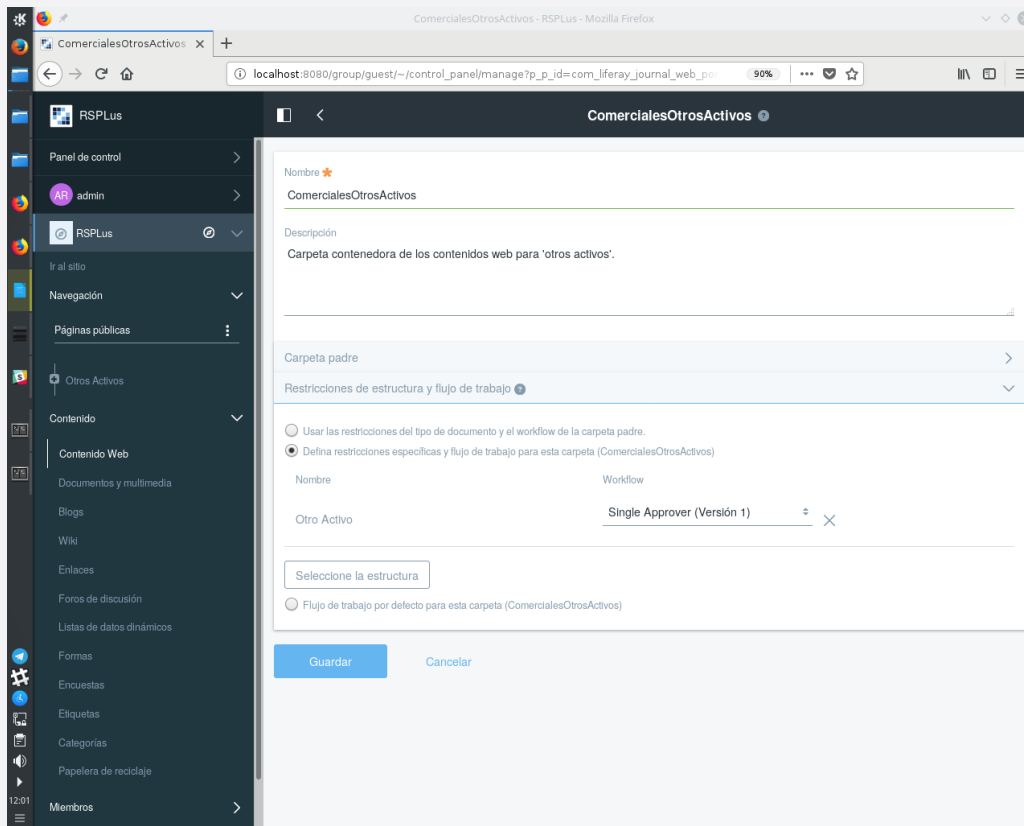 ComercialesOtrosActivos - RSPLus - Mozilla Firefox
ComercialesOtrosActivos
localhost:8080/group/guest/~/control_panel/manage?p_p_id=com_liferay_journal_web_po
90%
RSPLus
ComercialesOtrosActivos
Panel de control
AR admin
RSPLus
Ir al sitio
Navegación
Páginas públicas
Otros Activos
Contenido
Contenido Web
Documentos y multimedia
Blogs
Wiki
Enlaces
Foros de discusión
Listas de datos dinámicos
Formas
Encuestas
Etiquetas
Categorías
Papelera de reciclaje
Miembros
Nombre
ComercialesOtrosActivos
Descripción
Carpeta contenedora de los contenidos web para 'otros activos'.
Carpeta padre
Restricciones de estructura y flujo de trabajo
Usar las restricciones del tipo de documento y el workflow de la carpeta padre.
Defina restricciones específicas y flujo de trabajo para esta carpeta (ComercialesOtrosActivos)
Nombre Workflow
Otro Activo Single Approver (Versión 1)
Seleccione la estructura
Flujo de trabajo por defecto para esta carpeta (ComercialesOtrosActivos)
Guardar Cancelar
12:01